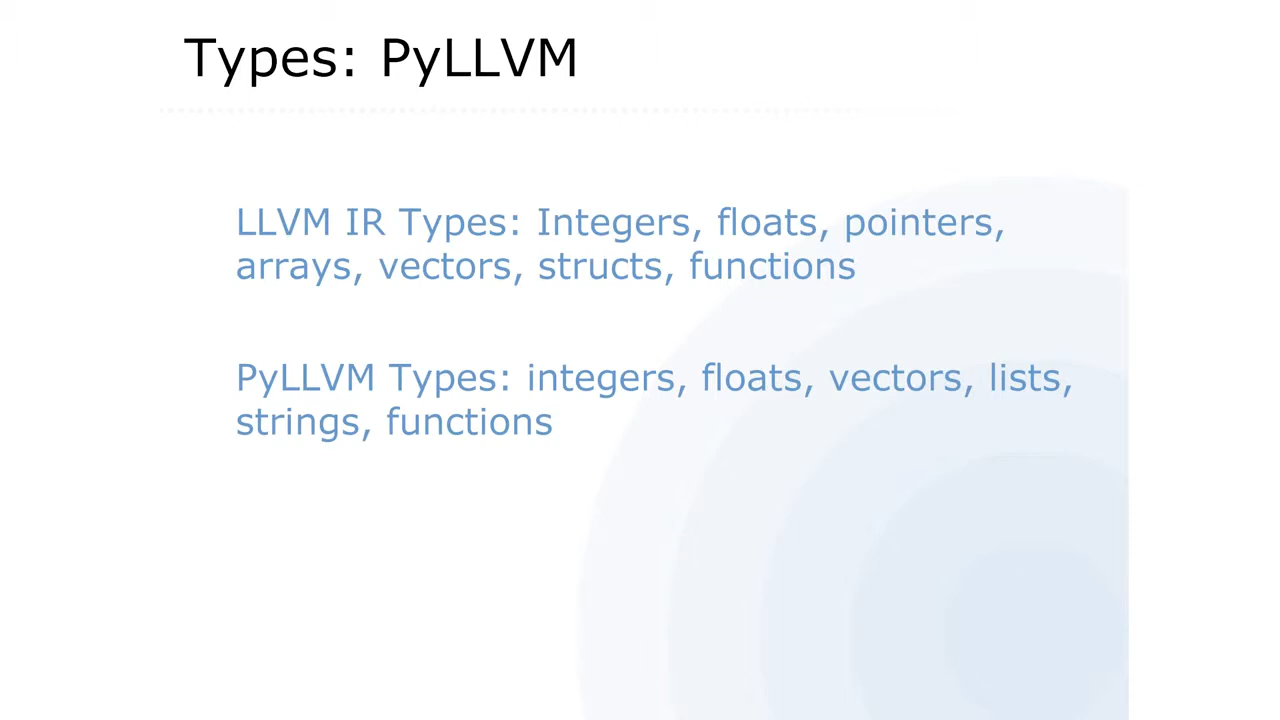 Types: PyLLVM
LLVM IR Types: Integers, floats, pointers,
arrays, vectors, structs, functions
PyLLVM Types: integers, floats, vectors, lists,
strings, functions